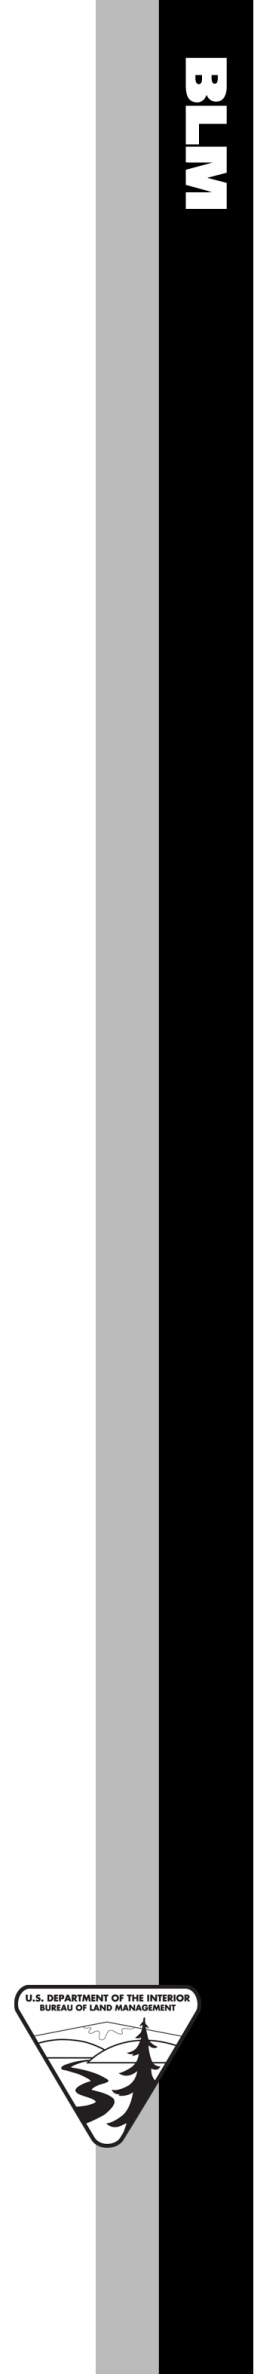 BLM
U.S. DEPARTMENT OF THE INTERIOR
BUREAU OF LAND MANAGEMENT